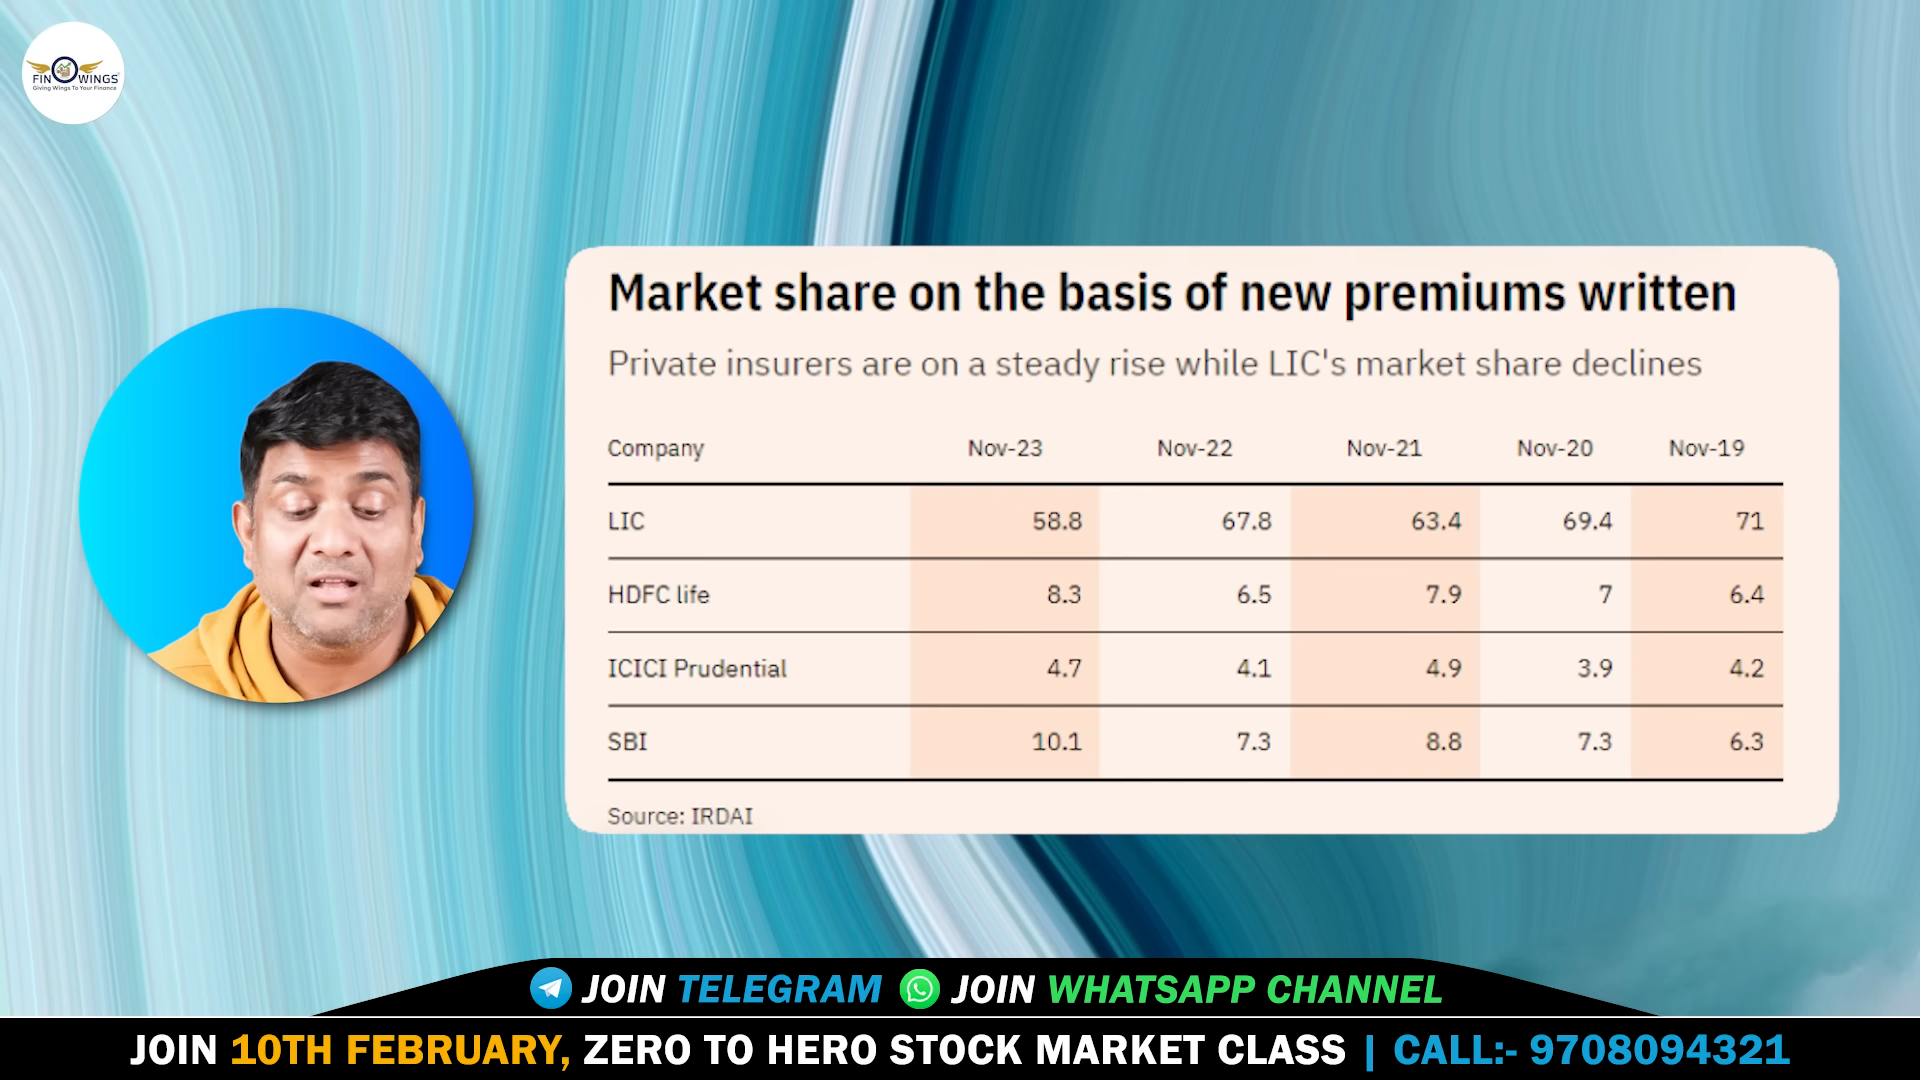 FINOWINGS
Giving Wings To Your Finance
Market share on the basis of new premiums written
Private insurers are on a steady rise while LIC's market share declines
Company Nov-23 Nov-22 Nov-21 Nov-20 Nov-19
LIC 58.8 67.8 63.4 69.4 71
HDFC life 8.3 6.5 7.9 7 6.4
ICICI Prudential 4.7 4.1 4.9 3.9 4.2
SBI 10.1 7.3 8.8 7.3 6.3
Source: IRDAI
JOIN TELEGRAM JOIN WHATSAPP CHANNEL
JOIN 10TH FEBRUARY, ZERO TO HERO STOCK MARKET CLASS | CALL:- 9708094321